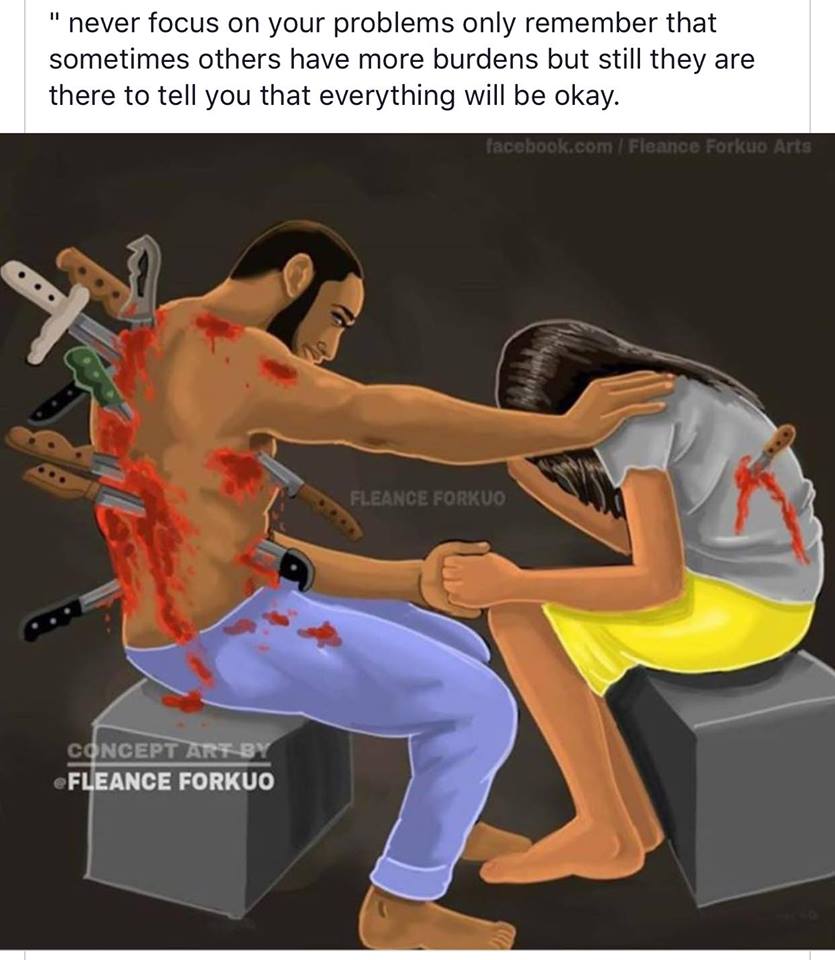 " never focus on your problems only remember that
sometimes others have more burdens but still they are
there to tell you that everything will be okay.
facebook.com / Fleance Forkuo Arts
FLEANCE FORKUO
CONCEPT ART BY
@FLEANCE FORKUO